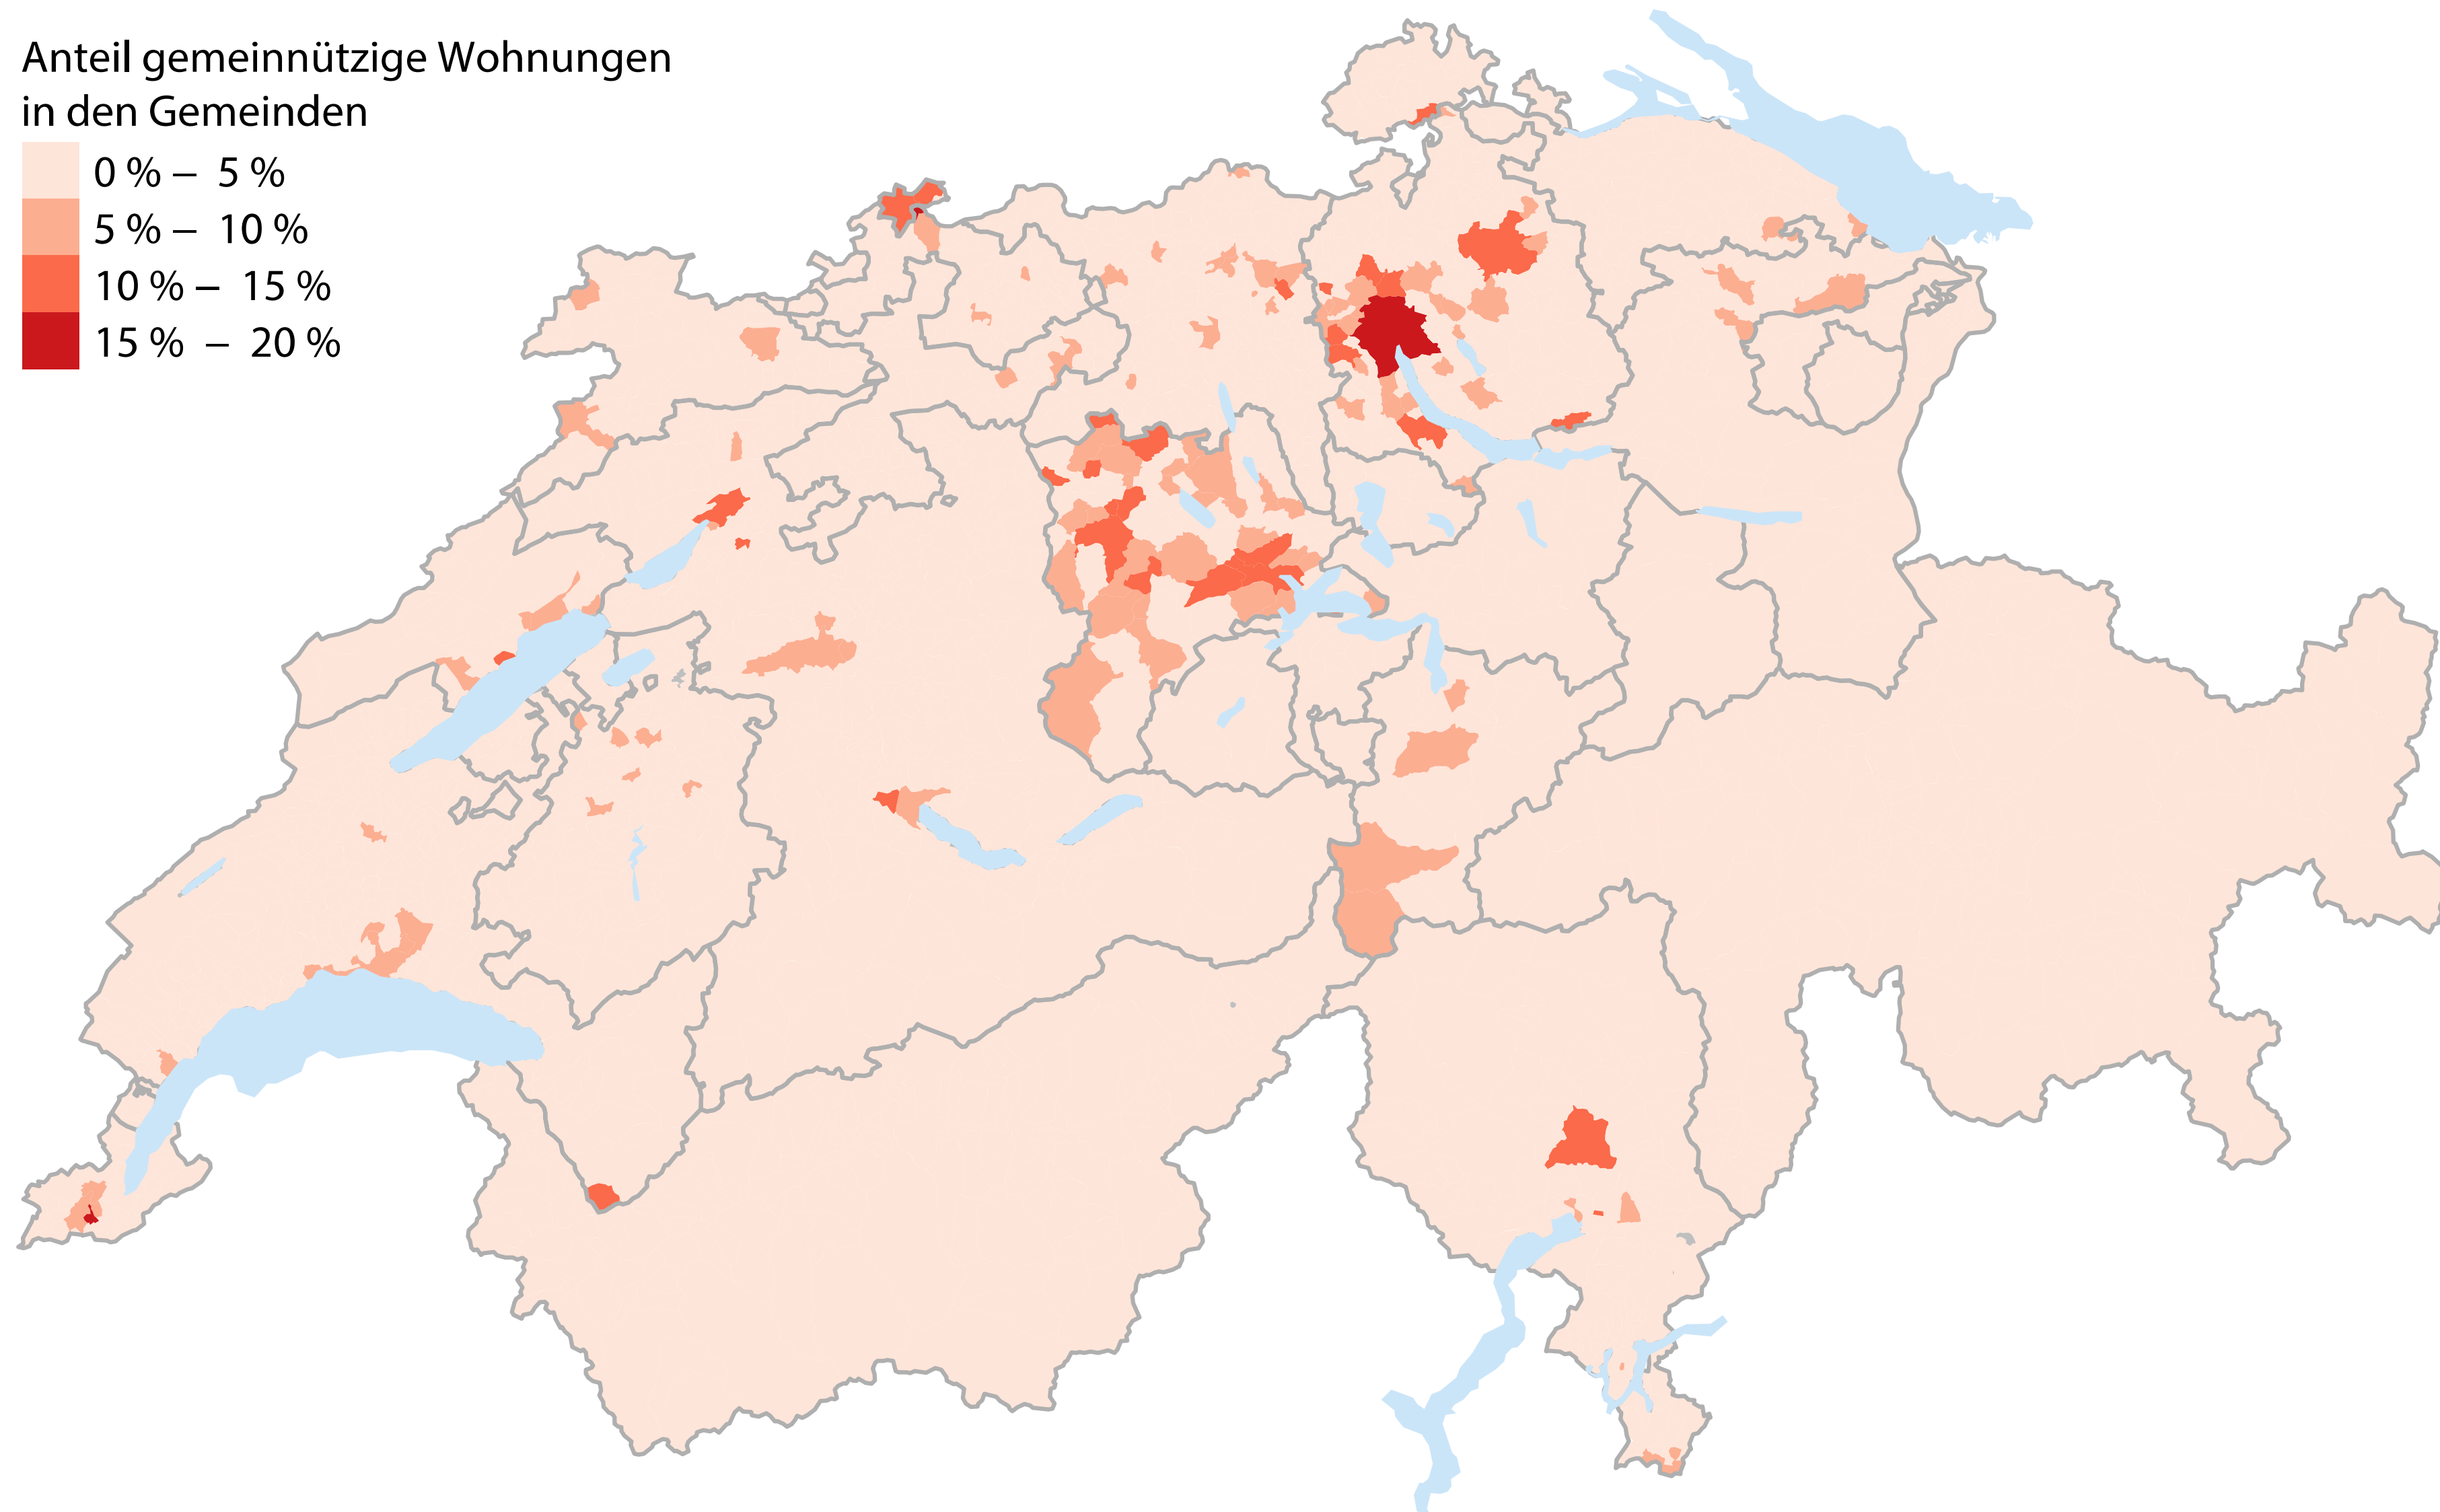 Anteil gemeinnützige Wohnungen
in den Gemeinden
0 % – 5 %
5 % – 10 %
10 % – 15 %
15 % – 20 %